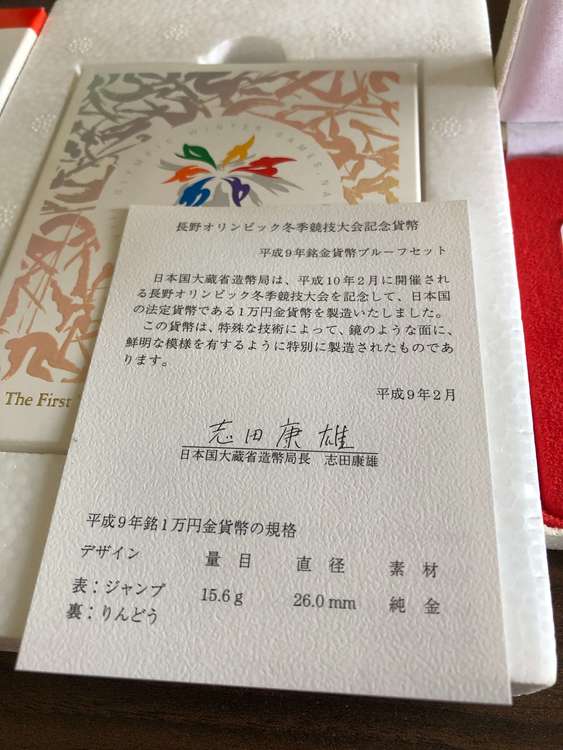 OLYMPIC WINTER GAMES, NA
The First
長野オリンピック冬季競技大会記念貨幣
平成9年銘金貨幣プルーフセット
日本国大蔵省造幣局は、平成10年2月に開催され
る長野オリンピック冬季競技大会を記念して、日本国
の法定貨幣である1万円金貨幣を製造いたしました。
この貨幣は、特殊な技術によって、鏡のような面に、
鮮明な模様を有するように特別に製造されたものであ
ります。
平成9年2月
志田康雄
日本国大蔵省造幣局長 志田康雄
平成9年銘1万円金貨幣の規格
デザイン 量目 直径 素材
表：ジャンプ 15.6g 26.0mm 純金
裏：りんどう